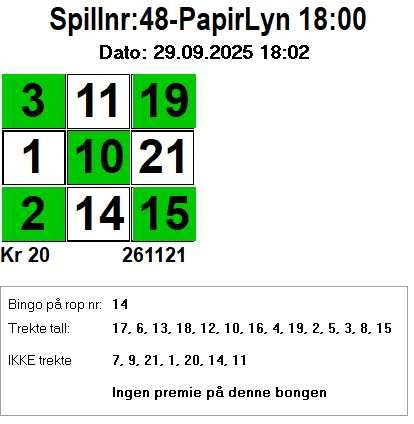 Spillnr:48-PapirLyn 18:00
Dato: 29.09.2025 18:02
3 11 19
1 10 21
2 14 15
Kr 20 261121
Bingo på rop nr: 14
Trekte tall: 17, 6, 13, 18, 12, 10, 16, 4, 19, 2, 5, 3, 8, 15
IKKE trekte 7, 9, 21, 1, 20, 14, 11
Ingen premie på denne bongen